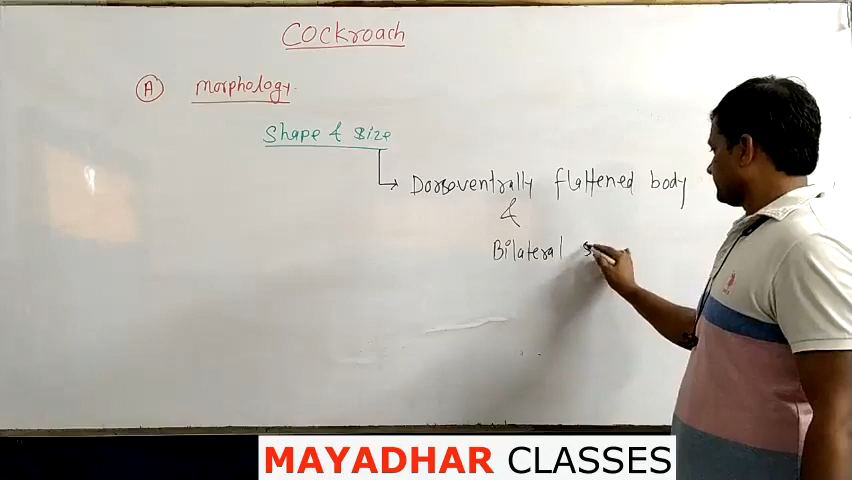 Cockroach
A Morphology.
Shape & Size
Dorsoventrally flattened body
&
Bilateral s
MAYADHAR CLASSES